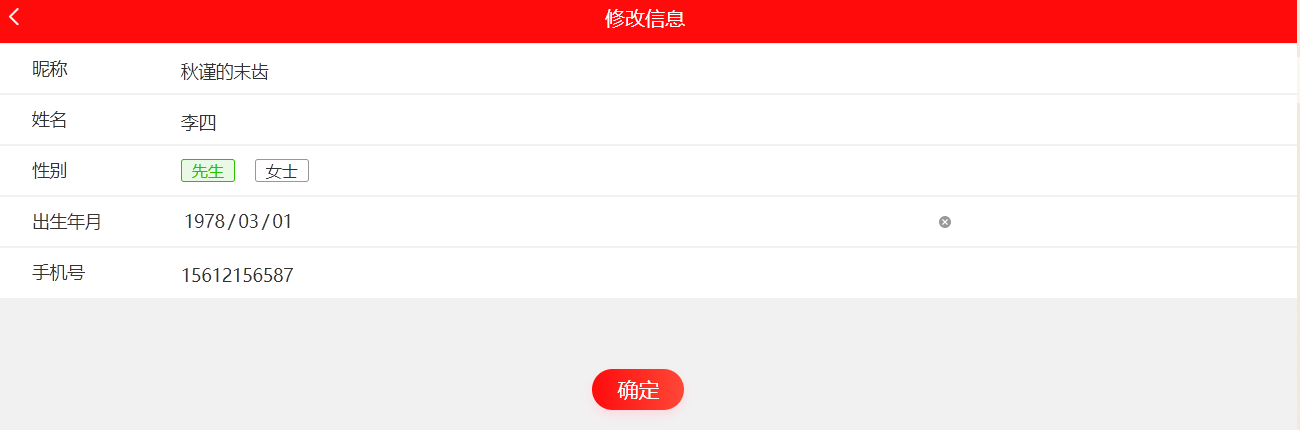 修改信息
昵称 秋谨的末齿
姓名 李四
性别 先生 女士
出生年月 1978/03/01
手机号 15612156587
确定